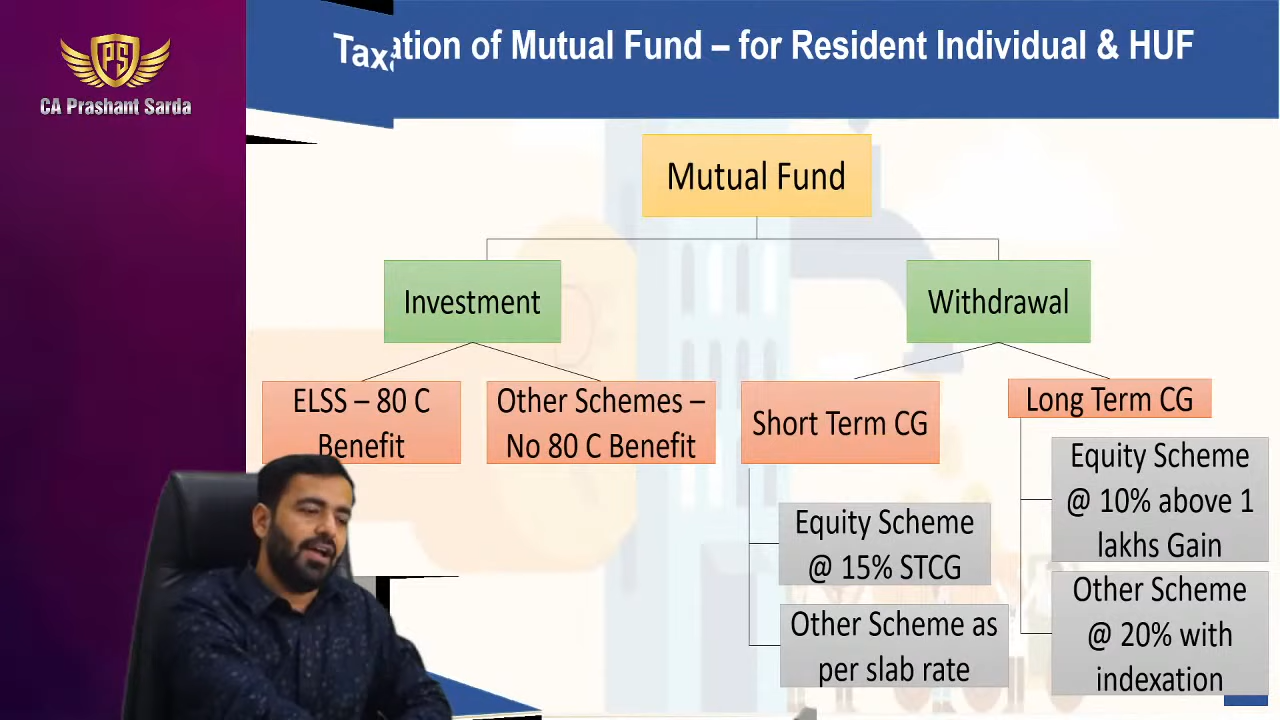 PS
CA Prashant Sarda
Taxation of Mutual Fund – for Resident Individual & HUF
Mutual Fund
Investment
Withdrawal
ELSS – 80 C
Benefit
Other Schemes –
No 80 C Benefit
Short Term CG
Long Term CG
Equity Scheme
@ 15% STCG
Other Scheme as
per slab rate
Equity Scheme
@ 10% above 1
lakhs Gain
Other Scheme
@ 20% with
indexation